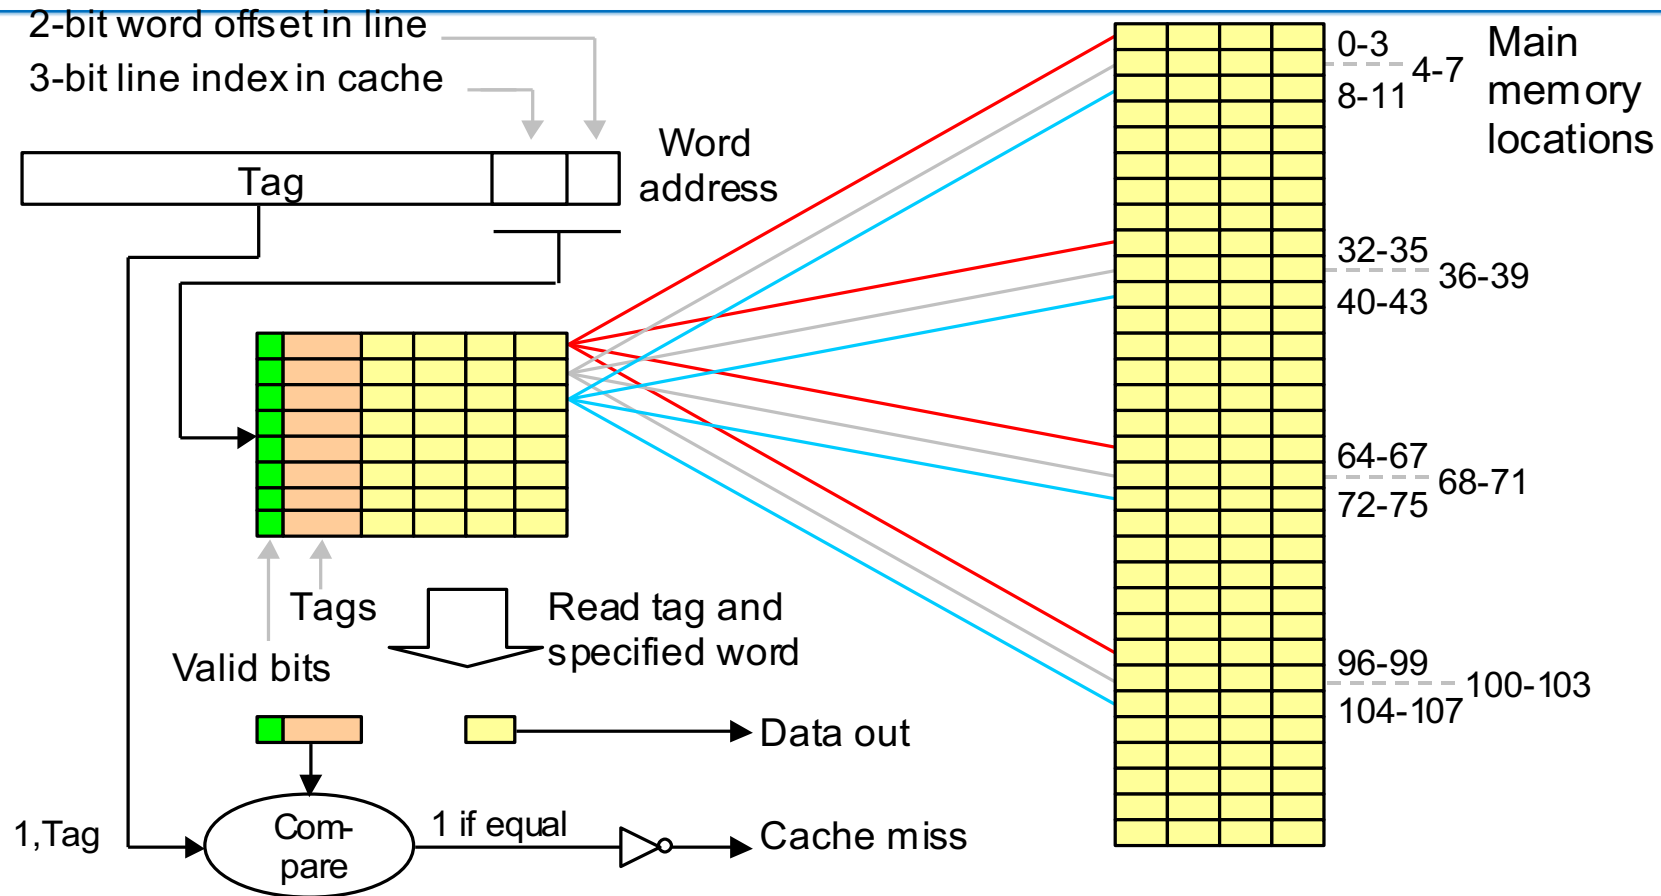 2-bit word offset in line
3-bit line index in cache
Tag
Word
address
0-3
4-7
8-11
Main
memory
locations
32-35
36-39
40-43
64-67
68-71
72-75
96-99
100-103
104-107
Tags
Valid bits
Read tag and
specified word
Data out
1,Tag
Com-
pare
1 if equal
Cache miss